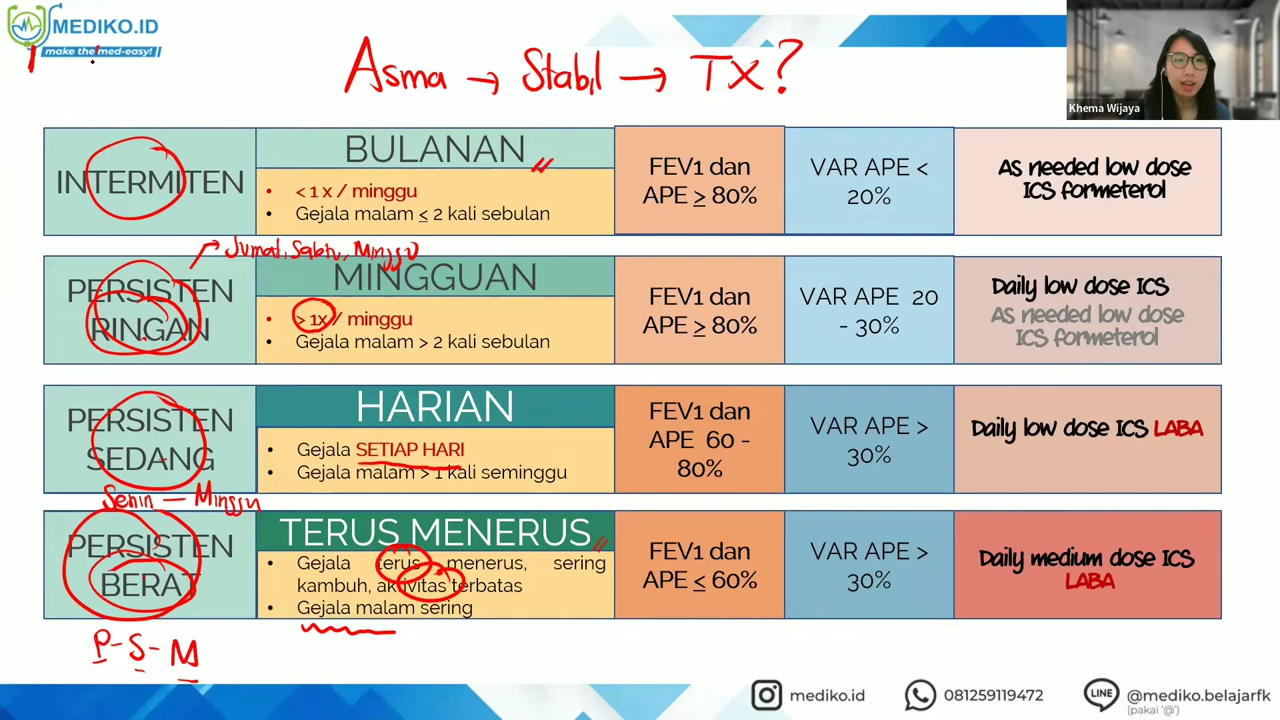 MEDIKO.ID
make the med-easy!
Asma → Stabil → TX?
Khema Wijaya
INTERMITEN
BULANAN
• < 1 x / minggu
• Gejala malam ≤ 2 kali sebulan
FEV1 dan
APE ≥ 80%
VAR APE <
20%
As needed low dose
ICS formeterol
Jumat, Sabtu, Minggu
PERSISTEN
RINGAN
MINGGUAN
• > 1x / minggu
• Gejala malam > 2 kali sebulan
FEV1 dan
APE ≥ 80%
VAR APE 20
- 30%
Daily low dose ICS
As needed low dose
ICS formeterol
PERSISTEN
SEDANG
HARIAN
• Gejala SETIAP HARI
• Gejala malam > 1 kali seminggu
FEV1 dan
APE 60 -
80%
VAR APE >
30%
Daily low dose ICS LABA
Senin — Minggu
PERSISTEN
BERAT
TERUS MENERUS
• Gejala terus menerus, sering
kambuh, aktivitas terbatas
• Gejala malam sering
FEV1 dan
APE ≤ 60%
VAR APE >
30%
Daily medium dose ICS
LABA
P-S-M
mediko.id
081259119472
LINE
@mediko.belajarfk
(pakai '@')